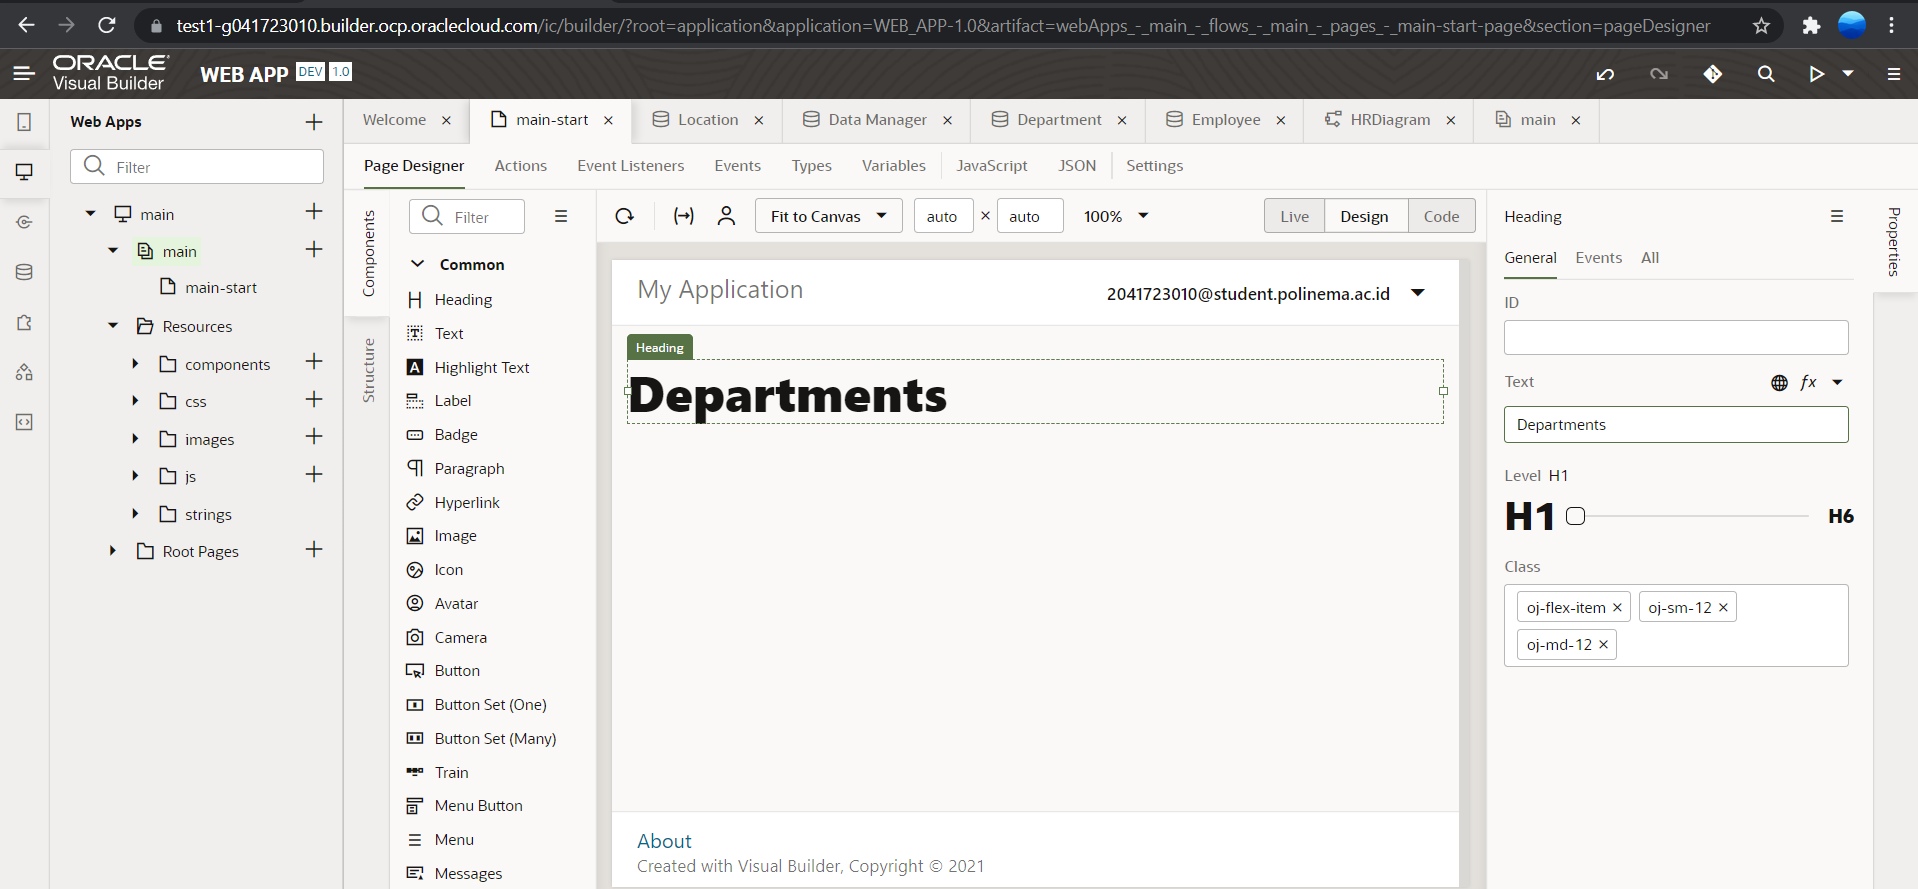 test1-g041723010.builder.ocp.oraclecloud.com/ic/builder/?root=application&application=WEB_APP-1.0&artifact=webApps_-_main_-_flows_-_main_-_pages_-_main-start-page&section=pageDesigner
ORACLE
Visual Builder
WEB APP DEV 1.0
Web Apps
Filter
main
main
main-start
Resources
components
css
images
js
strings
Root Pages
Welcome × main-start × Location × Data Manager × Department × Employee × HRDiagram × main ×
Page Designer Actions Event Listeners Events Types Variables JavaScript JSON Settings
Components
Structure
Filter
Common
Heading
Text
Highlight Text
Label
Badge
Paragraph
Hyperlink
Image
Icon
Avatar
Camera
Button
Button Set (One)
Button Set (Many)
Train
Menu Button
Menu
Messages
Fit to Canvas auto × auto 100% Live Design Code
My Application
2041723010@student.polinema.ac.id
Heading
Departments
About
Created with Visual Builder, Copyright © 2021
Heading
General Events All
ID
Text fx
Departments
Level H1
H1 H6
Class
oj-flex-item × oj-sm-12 ×
oj-md-12 ×
Properties